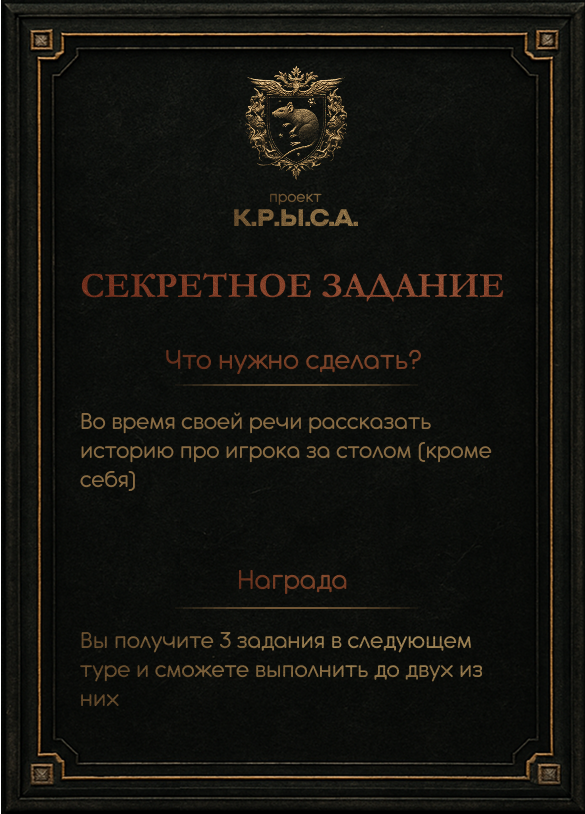 проект
К.Р.Ы.С.А.
СЕКРЕТНОЕ ЗАДАНИЕ
Что нужно сделать?
Во время своей речи рассказать
историю про игрока за столом (кроме
себя)
Награда
Вы получите 3 задания в следующем
туре и сможете выполнить до двух из
них